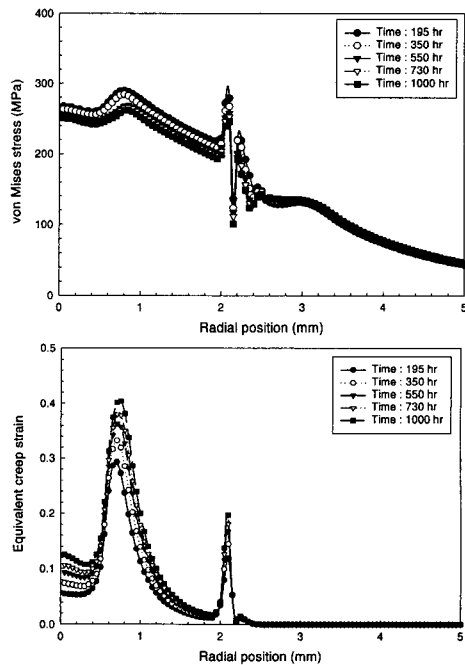 400
300
200
100
0
von Mises stress (MPa)
Time : 195 hr
Time : 350 hr
Time : 550 hr
Time : 730 hr
Time : 1000 hr
0 1 2 3 4 5
Radial position (mm)
0.5
0.4
0.3
0.2
0.1
0.0
Equivalent creep strain
Time : 195 hr
Time : 350 hr
Time : 550 hr
Time : 730 hr
Time : 1000 hr
0 1 2 3 4 5
Radial position (mm)